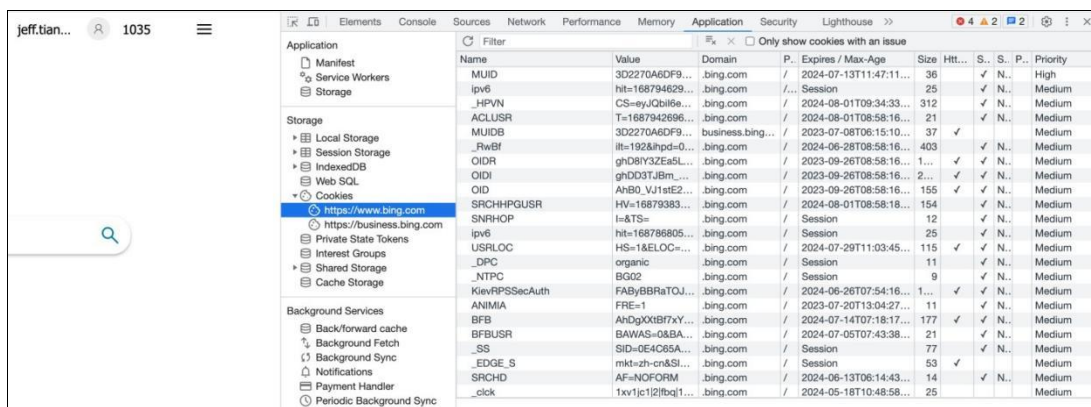 jeff.tian... 1035
Elements Console Sources Network Performance Memory Application Security Lighthouse 4 2 2
Application
Manifest
Service Workers
Storage
Storage
Local Storage
Session Storage
IndexedDB
Web SQL
Cookies
https://www.bing.com
https://business.bing.com
Private State Tokens
Interest Groups
Shared Storage
Cache Storage
Background Services
Back/forward cache
Background Fetch
Background Sync
Notifications
Payment Handler
Periodic Background Sync
Filter Only show cookies with an issue
Name Value Domain P.. Expires / Max-Age Size Htt... S.. S.. P.. Priority
MUID 3D2270A6DF9... .bing.com / 2024-07-13T11:47:11... 36 ✓ N... High
ipv6 hit=168794629... .bing.com /... Session 25 ✓ N... Medium
_HPVN CS=eyJQbiI6e... .bing.com / 2024-08-01T09:34:33... 312 ✓ N... Medium
ACLUSR T=1687942696... .bing.com / 2024-08-01T08:58:16... 21 ✓ N... Medium
MUIDB 3D2270A6DF9... business.bing... / 2023-07-08T06:15:10... 37 ✓ Medium
_RwBf ilt=192&ihpd=0... .bing.com / 2024-06-28T08:58:16... 403 ✓ N... Medium
OIDR ghD8lY3ZEa5L... .bing.com / 2023-09-26T08:58:16... 1... ✓ ✓ N... Medium
OIDI ghDD3TJBm_... .bing.com / 2023-09-26T08:58:16... 2... ✓ ✓ N... Medium
OID AhB0_VJ1stE2... .bing.com / 2023-09-26T08:58:16... 155 ✓ ✓ N... Medium
SRCHHPGUSR HV=16879383... .bing.com / 2024-08-01T08:58:18... 154 ✓ N... Medium
SNRHOP I=&TS= .bing.com / Session 12 ✓ N... Medium
ipv6 hit=168786805... .bing.com / Session 25 ✓ N... Medium
USRLOC HS=1&ELOC=... .bing.com / 2024-07-29T11:03:45... 115 ✓ ✓ N... Medium
_DPC organic .bing.com / Session 11 ✓ N... Medium
_NTPC BG02 .bing.com / Session 9 ✓ N... Medium
KievRPSSecAuth FAByBBRaTOJ... .bing.com / 2024-06-26T07:54:16... 1... ✓ ✓ N... Medium
ANIMIA FRE=1 .bing.com / 2023-07-20T13:04:27... 11 ✓ N... Medium
BFB AhDgXXtBf7xY... .bing.com / 2024-07-14T07:18:17... 177 ✓ ✓ N... Medium
BFBUSR BAWAS=0&BA... .bing.com / 2024-07-05T07:43:38... 21 ✓ N... Medium
_SS SID=0E4C65A... .bing.com / Session 77 ✓ N... Medium
_EDGE_S mkt=zh-cn&SI... .bing.com / Session 53 ✓ Medium
SRCHD AF=NOFORM .bing.com / 2024-06-13T06:14:43... 14 ✓ N... Medium
_clck 1xv1jc1|2|fbq|1... .bing.com / 2024-05-18T10:48:58... 25 Medium